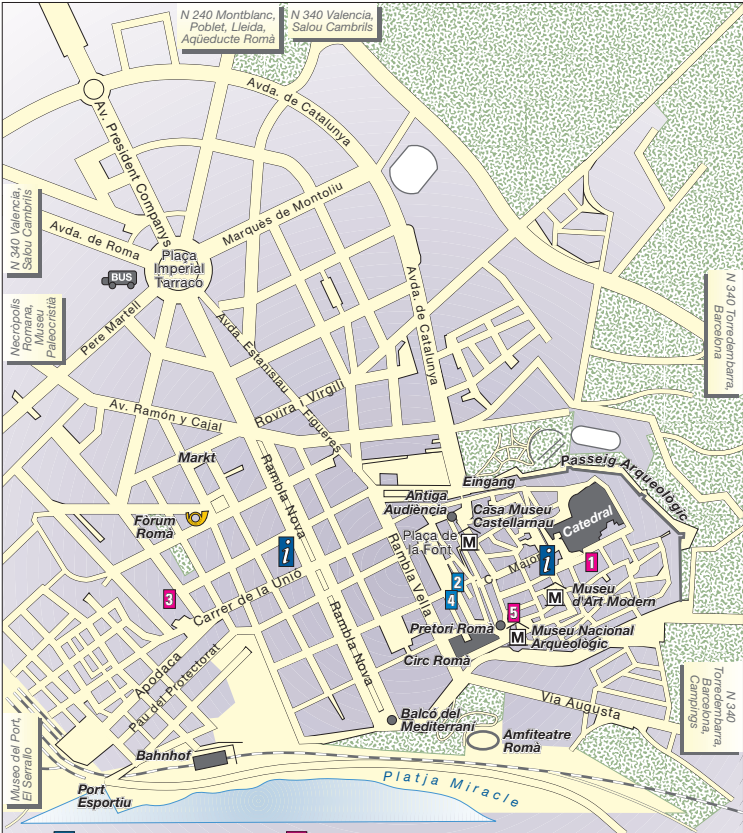 N 240 Montblanc,
Poblet, Lleida,
Aqüeducte Romà
N 340 Valencia,
Salou Cambrils
Avda. de Catalunya
Av. President Companys
Marquès de Montoliu
N 340 Valencia,
Salou Cambrils
Avda. de Roma
Plaça
Imperial
Tarraco
BUS
Necròpolis
Romana,
Museu
Paleocristià
Pere Martell
Avda. Estanislau Figueres
Avda. de Catalunya
N 340 Torredembarra,
Barcelona
Rovira i Virgili
Av. Ramón y Cajal
Markt
Rambla Nova
Passeig Arqueològic
Eingang
Antiga
Audiència
Casa Museu
Castellarnau
Catedral
Fòrum
Romà
Plaça de
la Font
M
i
i
C. Major
1
Rambla Vella
2
4
3
5
M
Museu
d'Art Modern
Carrer de la Unió
Pretori Romà
M
Museu Nacional
Arqueològic
Circ Romà
Rambla Nova
Apodaca
Pau del Protectorat
N 340
Torredembarra,
Barcelona,
Campings
Via Augusta
Balcó del
Mediterrani
Amfiteatre
Romà
Museo del Port,
El Serrallo
Bahnhof
Port
Esportiu
Platja Miracle